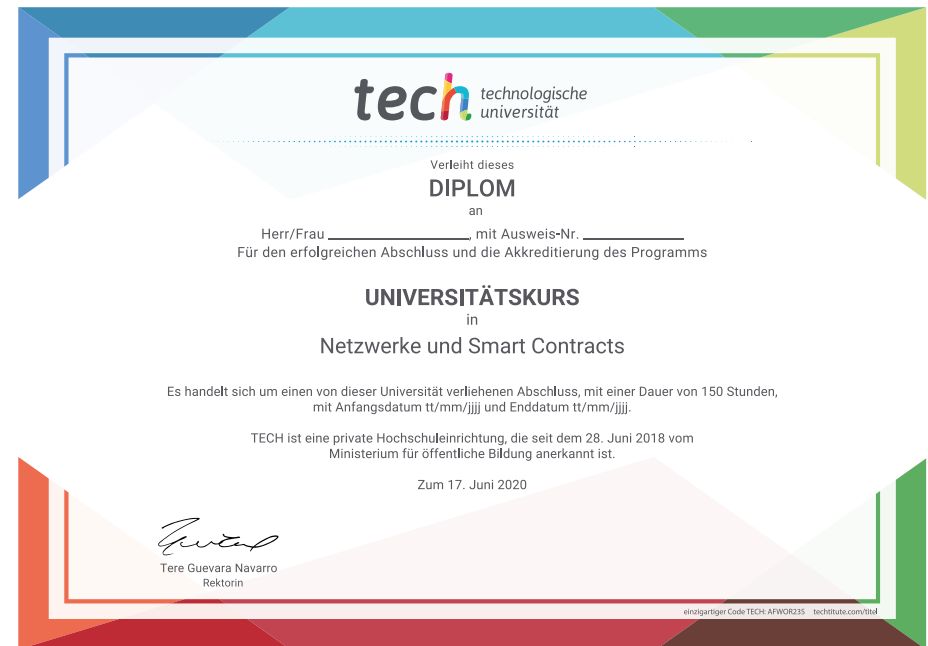 tech technologische
universität
Verleiht dieses
DIPLOM
an
Herr/Frau ____________________, mit Ausweis-Nr. ______________
Für den erfolgreichen Abschluss und die Akkreditierung des Programms
UNIVERSITÄTSKURS
in
Netzwerke und Smart Contracts
Es handelt sich um einen von dieser Universität verliehenen Abschluss, mit einer Dauer von 150 Stunden,
mit Anfangsdatum tt/mm/jjjj und Enddatum tt/mm/jjjj.
TECH ist eine private Hochschuleinrichtung, die seit dem 28. Juni 2018 vom
Ministerium für öffentliche Bildung anerkannt ist.
Zum 17. Juni 2020
Tere Guevara Navarro
Rektorin
einzigartiger Code TECH: AFWOR23S techtitute.com/titel